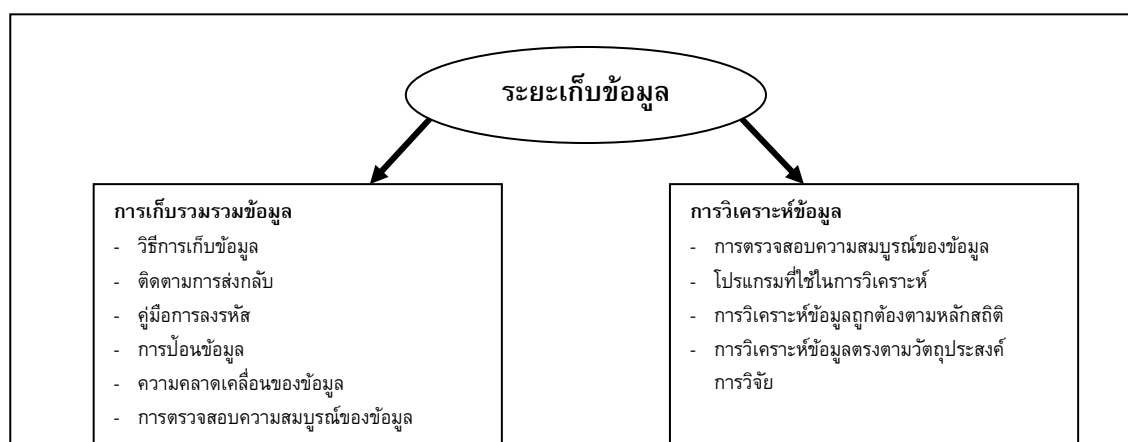 ระยะเก็บข้อมูล
การเก็บรวมรวมข้อมูล
- วิธีการเก็บข้อมูล
- ติดตามการส่งกลับ
- คู่มือการลงรหัส
- การป้อนข้อมูล
- ความคลาดเคลื่อนของข้อมูล
- การตรวจสอบความสมบูรณ์ของข้อมูล
การวิเคราะห์ข้อมูล
- การตรวจสอบความสมบูรณ์ของข้อมูล
- โปรแกรมที่ใช้ในการวิเคราะห์
- การวิเคราะห์ข้อมูลถูกต้องตามหลักสถิติ
- การวิเคราะห์ข้อมูลตรงตามวัตถุประสงค์
การวิจัย